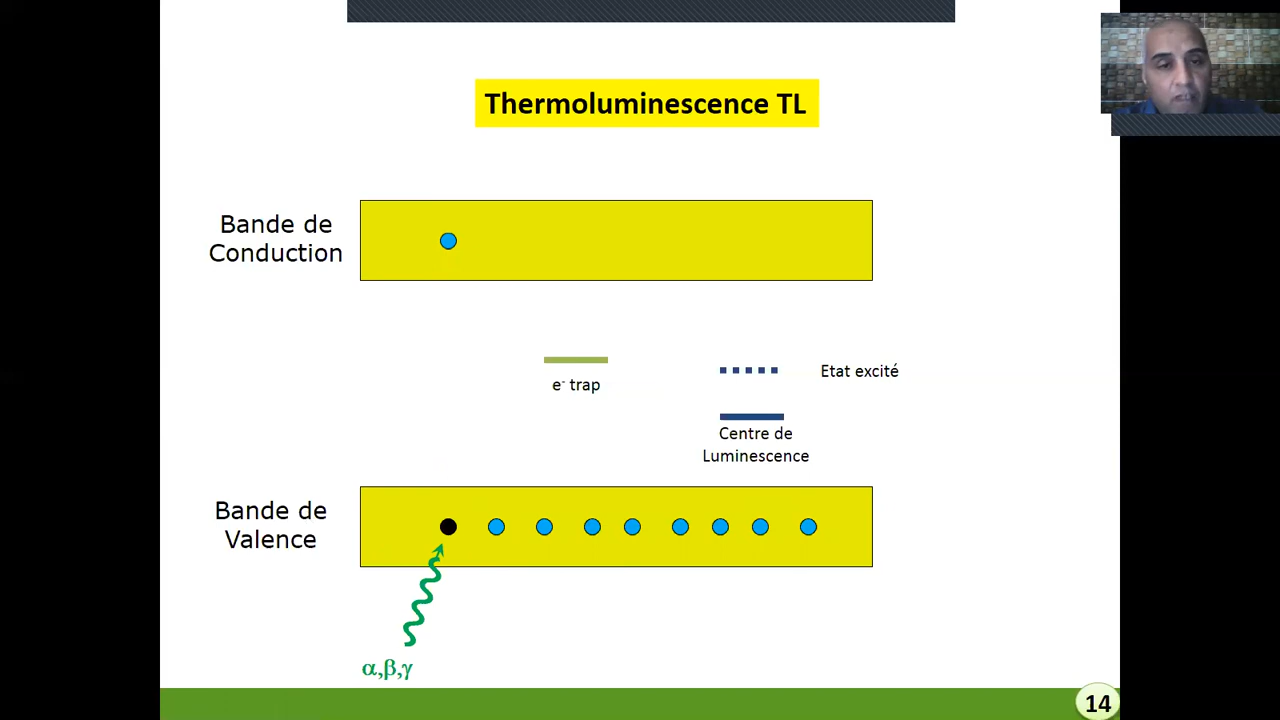 Thermoluminescence TL
Bande de
Conduction
e⁻ trap
Etat excité
Centre de
Luminescence
Bande de
Valence
α,β,γ
14